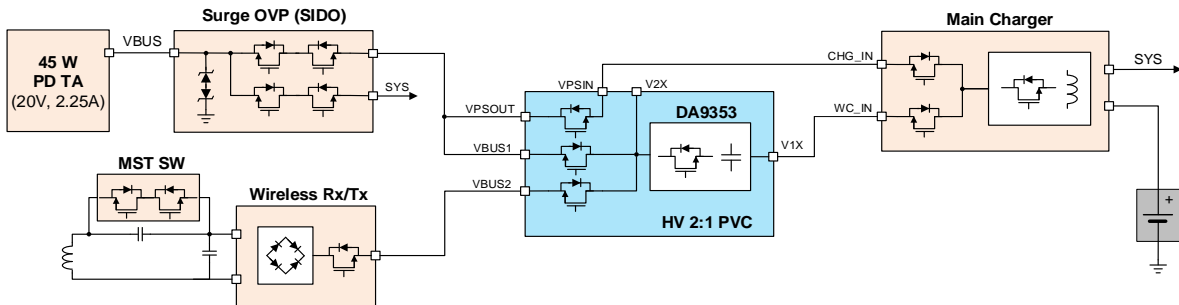 Surge OVP (SIDO)
VBUS
45 W
PD TA
(20V, 2.25A)
SYS
MST SW
Wireless Rx/Tx
VPSIN
V2X
VPSOUT
DA9353
VBUS1
V1X
VBUS2
HV 2:1 PVC
Main Charger
CHG_IN
SYS
WC_IN
+